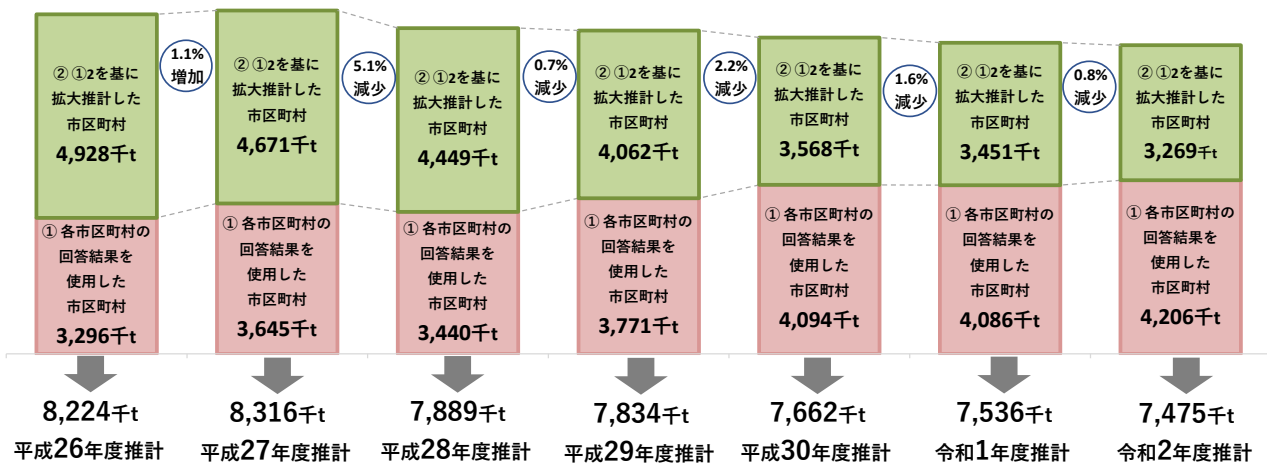 ② ①2を基に
拡大推計した
市区町村
4,928千t
① 各市区町村の
回答結果を
使用した
市区町村
3,296千t
8,224千t
平成26年度推計
1.1%
増加
② ①2を基に
拡大推計した
市区町村
4,671千t
① 各市区町村の
回答結果を
使用した
市区町村
3,645千t
8,316千t
平成27年度推計
5.1%
減少
② ①2を基に
拡大推計した
市区町村
4,449千t
① 各市区町村の
回答結果を
使用した
市区町村
3,440千t
7,889千t
平成28年度推計
0.7%
減少
② ①2を基に
拡大推計した
市区町村
4,062千t
① 各市区町村の
回答結果を
使用した
市区町村
3,771千t
7,834千t
平成29年度推計
2.2%
減少
② ①2を基に
拡大推計した
市区町村
3,568千t
① 各市区町村の
回答結果を
使用した
市区町村
4,094千t
7,662千t
平成30年度推計
1.6%
減少
② ①2を基に
拡大推計した
市区町村
3,451千t
① 各市区町村の
回答結果を
使用した
市区町村
4,086千t
7,536千t
令和1年度推計
0.8%
減少
② ①2を基に
拡大推計した
市区町村
3,269千t
① 各市区町村の
回答結果を
使用した
市区町村
4,206千t
7,475千t
令和2年度推計